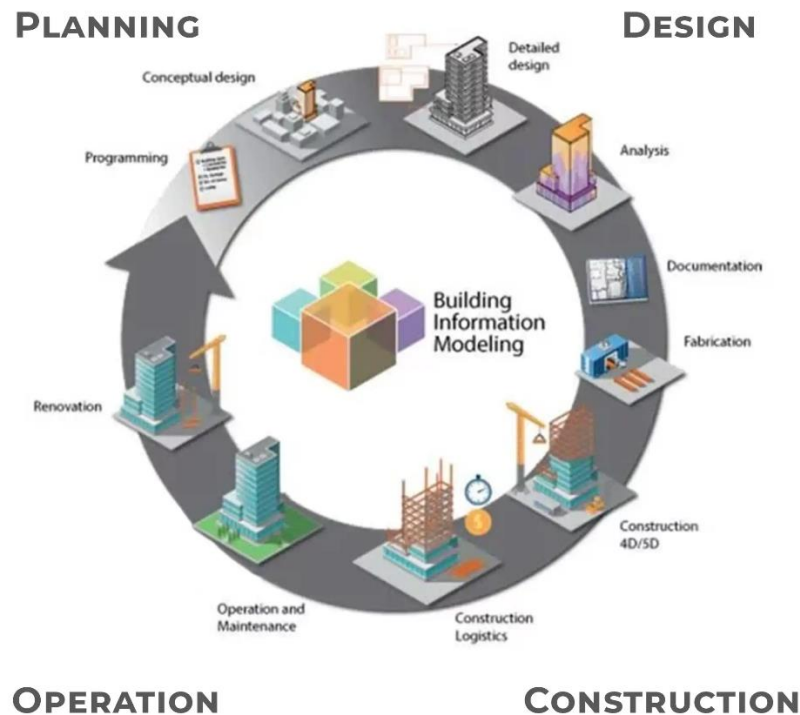 PLANNING
DESIGN
Detailed
design
Conceptual design
Programming
Analysis
Documentation
Building
Information
Modeling
Fabrication
Renovation
Construction
4D/5D
Operation and
Maintenance
Construction
Logistics
OPERATION
CONSTRUCTION